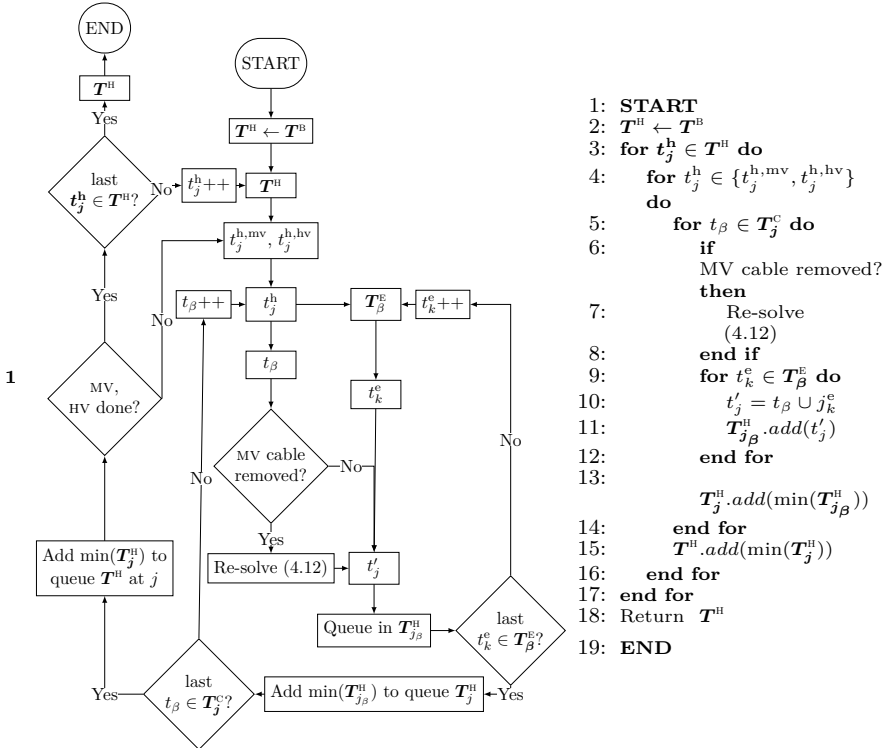 END
START
T^H
Yes
T^H ← T^B
last
t_j^h ∈ T^H?
No
t_j^h++
T^H
t_j^{h,mv}, t_j^{h,hv}
Yes
No
t_β++
t_j^h
T_β^E
t_k^e++
t_β
t_k^e
1
MV,
HV done?
No
No
MV cable
removed?
No
Yes
Add min(T_j^H) to
queue T^H at j
Re-solve (4.12)
t'_j
Queue in T_{j_β}^H
last
t_k^e ∈ T_β^E?
Yes
last
t_β ∈ T_j^C?
Add min(T_{j_β}^H) to queue T_j^H
Yes
1: START
2: T^H ← T^B
3: for t_j^h ∈ T^H do
4: for t_j^h ∈ {t_j^{h,mv}, t_j^{h,hv}}
do
5: for t_β ∈ T_j^C do
6: if
MV cable removed?
then
7: Re-solve
(4.12)
8: end if
9: for t_k^e ∈ T_β^E do
10: t'_j = t_β ∪ j_k^e
11: T_{j_β}^H.add(t'_j)
12: end for
13:
T_j^H.add(min(T_{j_β}^H))
14: end for
15: T^H.add(min(T_j^H))
16: end for
17: end for
18: Return T^H
19: END